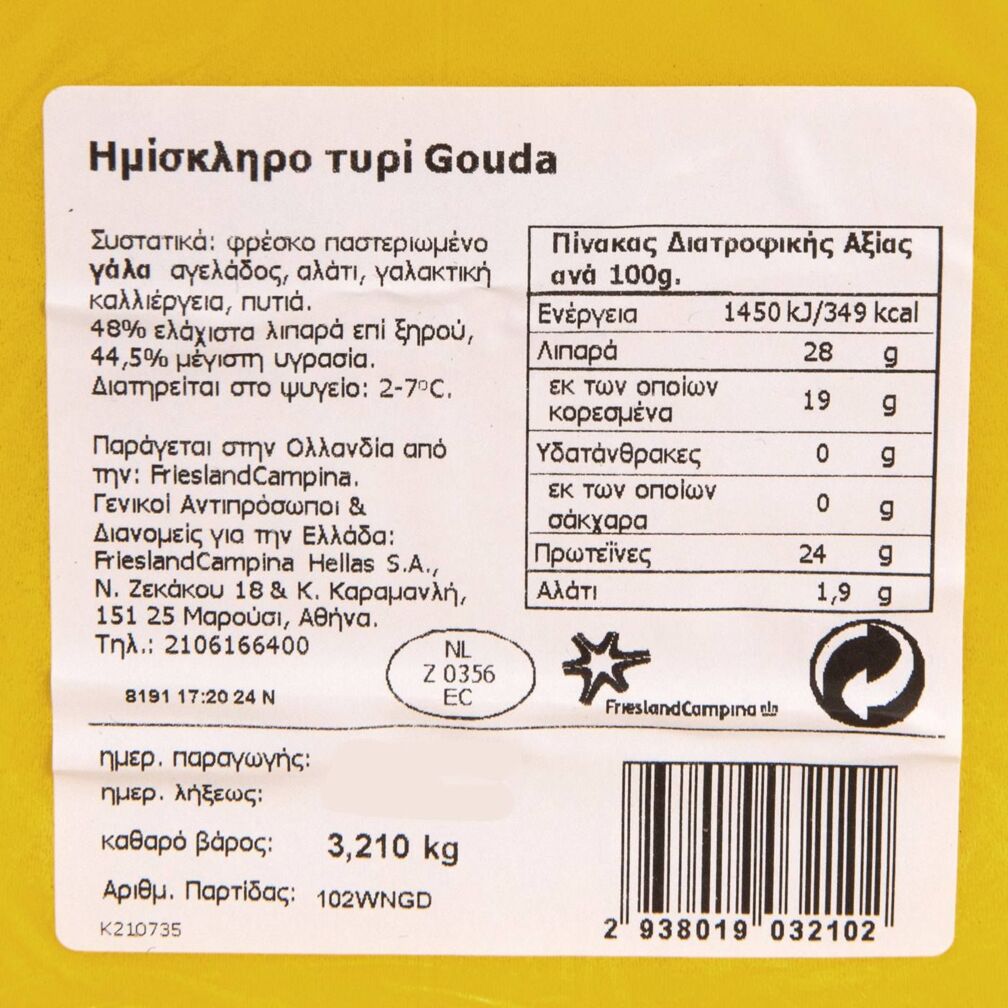 Ημίσκληρο τυρί Gouda
Συστατικά: φρέσκο παστεριωμένο
γάλα αγελάδος, αλάτι, γαλακτική
καλλιέργεια, πυτιά.
48% ελάχιστα λιπαρά επί ξηρού,
44,5% μέγιστη υγρασία.
Διατηρείται στο ψυγείο: 2-7°C.
Παράγεται στην Ολλανδία από
την: FrieslandCampina.
Γενικοί Αντιπρόσωποι &
Διανομείς για την Ελλάδα:
FrieslandCampina Hellas S.A.,
Ν. Ζεκάκου 18 & Κ. Καραμανλή,
151 25 Μαρούσι, Αθήνα.
Τηλ.: 2106166400
8191 17:20 24 N
Πίνακας Διατροφικής Αξίας
ανά 100g.
Ενέργεια 1450 kJ/349 kcal
Λιπαρά 28 g
εκ των οποίων
κορεσμένα 19 g
Υδατάνθρακες 0 g
εκ των οποίων
σάκχαρα 0 g
Πρωτεΐνες 24 g
Αλάτι 1,9 g
NL
Z 0356
EC
FrieslandCampina
ημερ. παραγωγής:
ημερ. λήξεως:
καθαρό βάρος: 3,210 kg
Αριθμ. Παρτίδας: 102WNGD
K210735
2 938019 032102